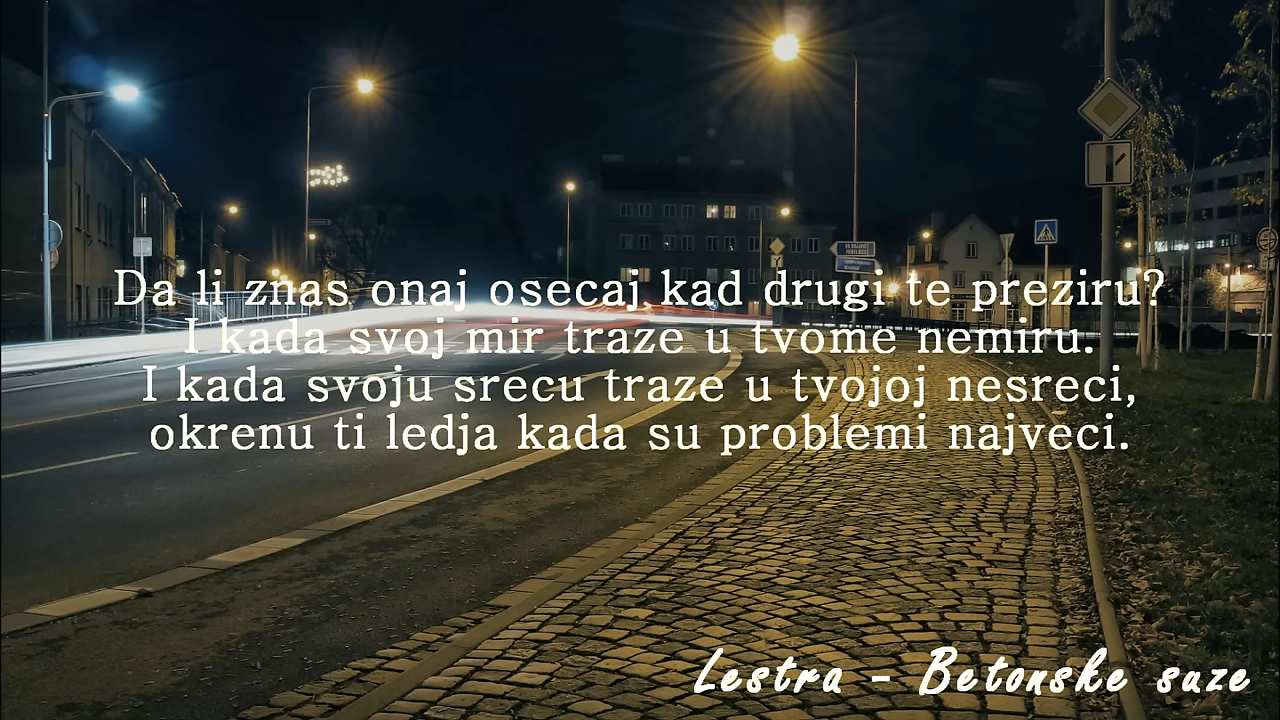 Da li znas onaj osecaj kad drugi te preziru?
I kada svoj mir traze u tvome nemiru.
I kada svoju srecu traze u tvojoj nesreci,
okrenu ti ledja kada su problemi najveci.
Lestra - Betonske suze